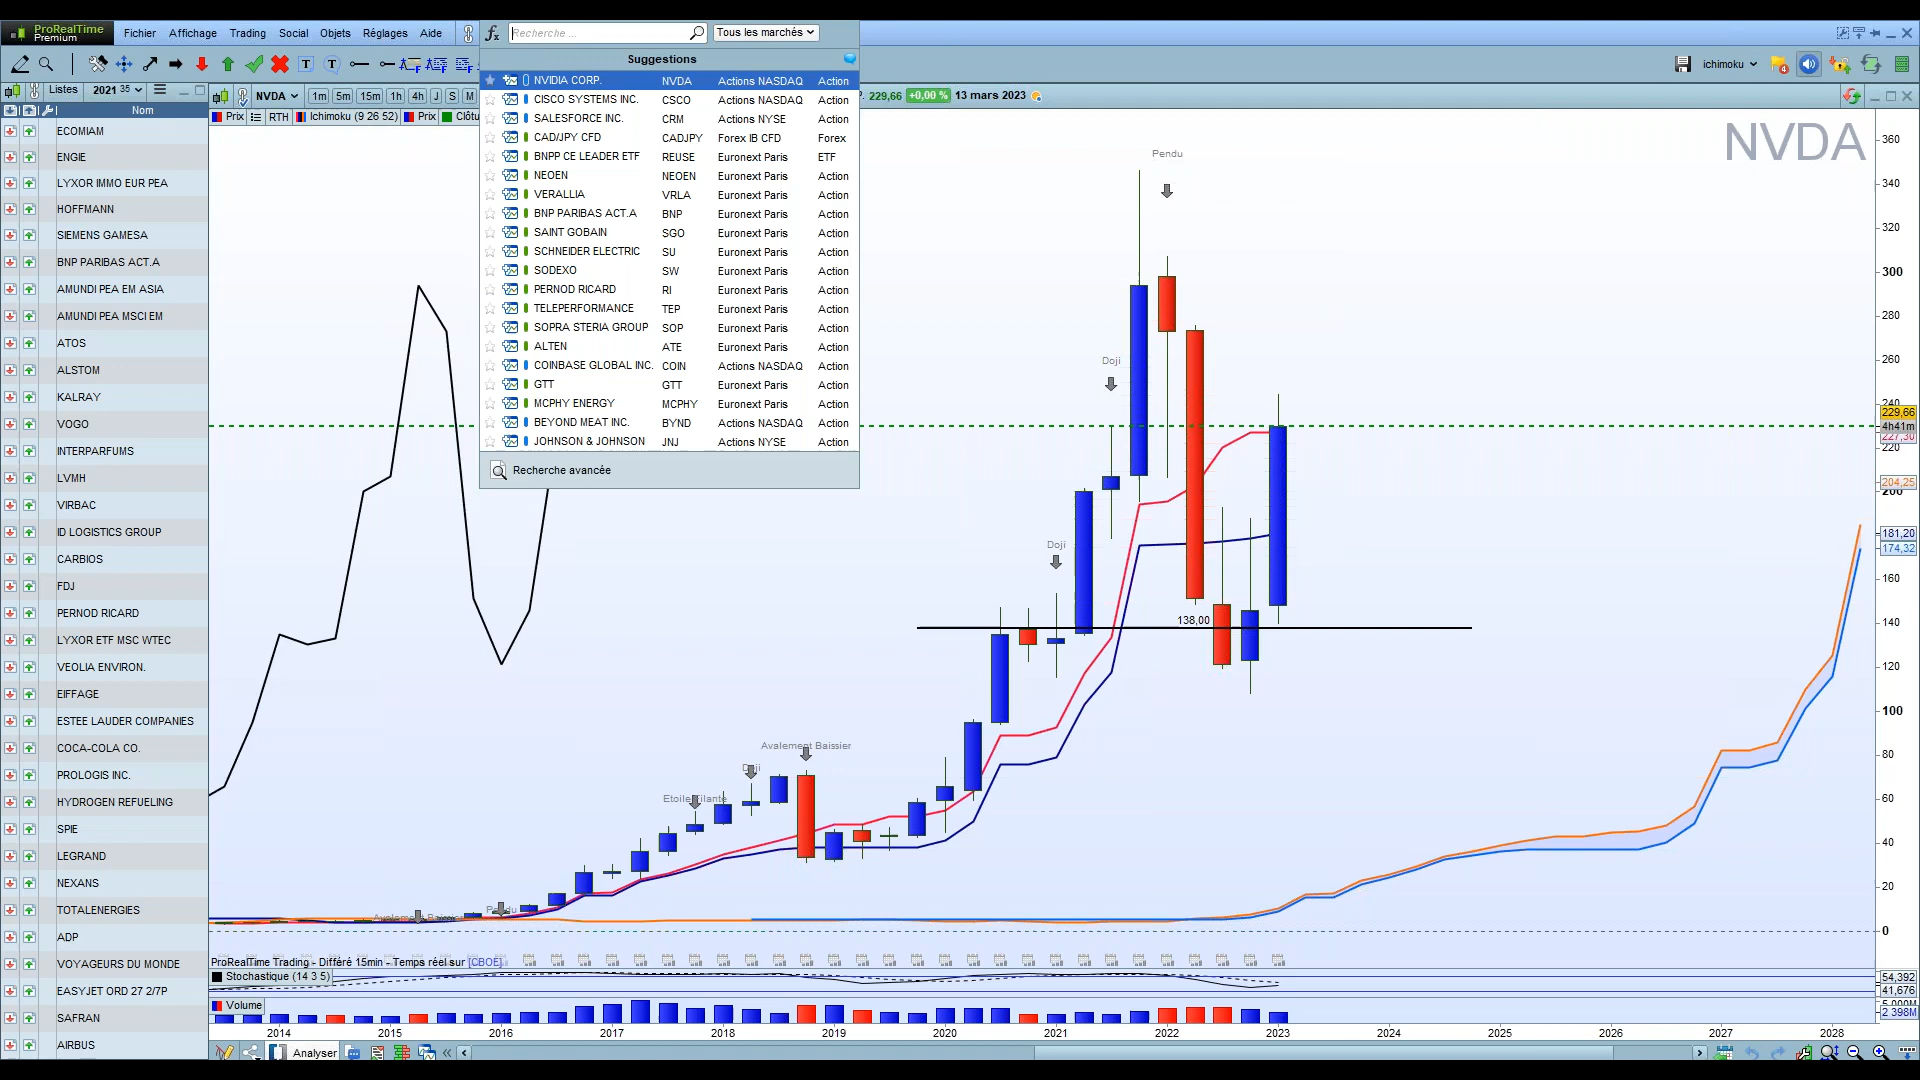 ProRealTime
Premium
Fichier Affichage Trading Social Objets Réglages Aide
Recherche ...
Tous les marchés
ichimoku
4
Suggestions
NVIDIA CORP. NVDA Actions NASDAQ Action
CISCO SYSTEMS INC. CSCO Actions NASDAQ Action
SALESFORCE INC. CRM Actions NYSE Action
CAD/JPY CFD CADJPY Forex IB CFD Forex
BNPP CE LEADER ETF REUSE Euronext Paris ETF
NEOEN NEOEN Euronext Paris Action
VERALLIA VRLA Euronext Paris Action
BNP PARIBAS ACT.A BNP Euronext Paris Action
SAINT GOBAIN SGO Euronext Paris Action
SCHNEIDER ELECTRIC SU Euronext Paris Action
SODEXO SW Euronext Paris Action
PERNOD RICARD RI Euronext Paris Action
TELEPERFORMANCE TEP Euronext Paris Action
SOPRA STERIA GROUP SOP Euronext Paris Action
ALTEN ATE Euronext Paris Action
COINBASE GLOBAL INC. COIN Actions NASDAQ Action
GTT GTT Euronext Paris Action
MCPHY ENERGY MCPHY Euronext Paris Action
BEYOND MEAT INC. BYND Actions NASDAQ Action
JOHNSON & JOHNSON JNJ Actions NYSE Action
Recherche avancée
Listes 2021 35
Nom
ECOMIAM
ENGIE
LYXOR IMMO EUR PEA
HOFFMANN
SIEMENS GAMESA
BNP PARIBAS ACT.A
AMUNDI PEA EM ASIA
AMUNDI PEA MSCI EM
ATOS
ALSTOM
KALRAY
VOGO
INTERPARFUMS
LVMH
VIRBAC
ID LOGISTICS GROUP
CARBIOS
FDJ
PERNOD RICARD
LYXOR ETF MSC WTEC
VEOLIA ENVIRON.
EIFFAGE
ESTEE LAUDER COMPANIES
COCA-COLA CO.
PROLOGIS INC.
HYDROGEN REFUELING
SPIE
LEGRAND
NEXANS
TOTALENERGIES
ADP
VOYAGEURS DU MONDE
EASYJET ORD 27 2/7P
SAFRAN
AIRBUS
NVDA 1m 5m 15m 1h 4h J S M
229,66 +0,00 % 13 mars 2023
Prix RTH Ichimoku (9 26 52) Prix Clôtu
NVDA
Pendu
Doji
Doji
138,00
Avalement Baissier
Doji
Etoile Filante
Avalement Baissier
Pendu
360
340
320
300
280
260
240
229,66
4h41m
227,30
220
204,25
200
181,20
174,32
160
140
120
100
80
60
40
20
0
ProRealTime Trading - Différé 15min - Temps réel sur [CBOE]
Stochastique (14 3 5)
54,392
41,676
Volume
5 000M
2 398M
2014 2015 2016 2017 2018 2019 2020 2021 2022 2023 2024 2025 2026 2027 2028
Analyser